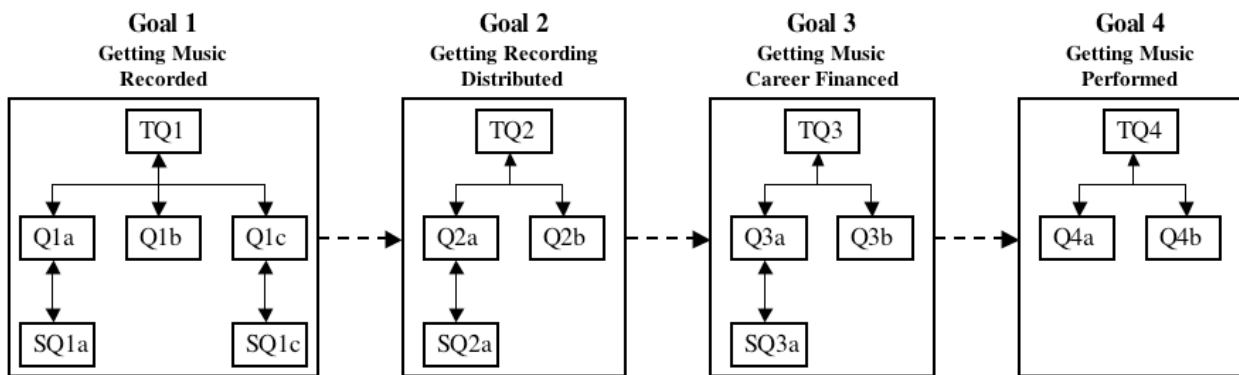 Goal 1
Getting Music
Recorded
Goal 2
Getting Recording
Distributed
Goal 3
Getting Music
Career Financed
Goal 4
Getting Music
Performed
TQ1
Q1a
Q1b
Q1c
SQ1a
SQ1c
TQ2
Q2a
Q2b
SQ2a
TQ3
Q3a
Q3b
SQ3a
TQ4
Q4a
Q4b